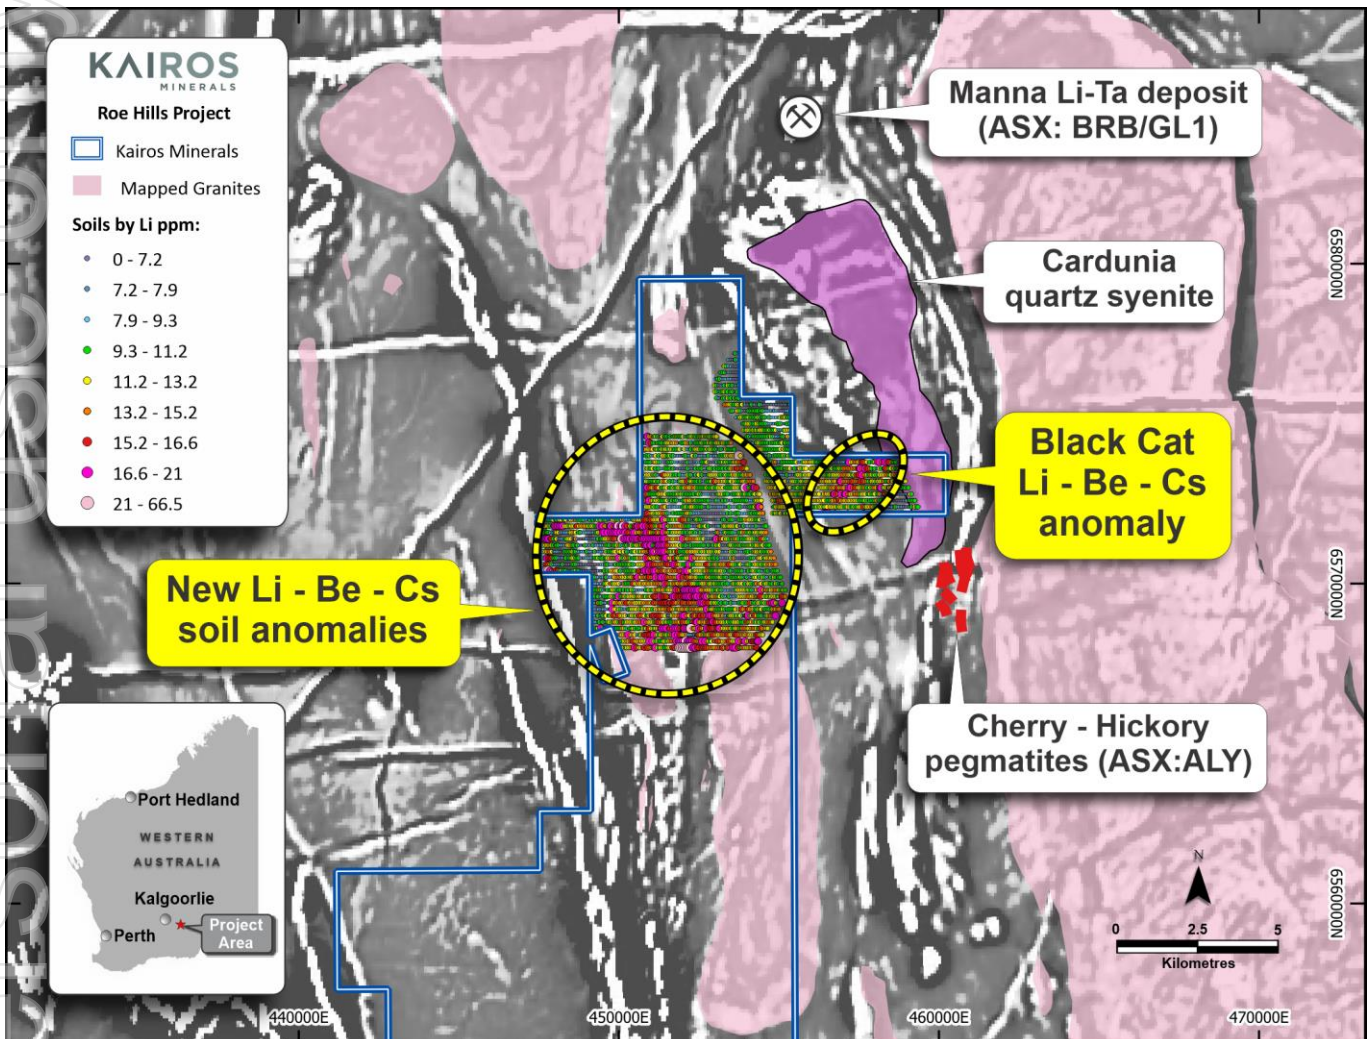 KAIROS
MINERALS
Roe Hills Project
Kairos Minerals
Mapped Granites
Soils by Li ppm:
0 - 7.2
7.2 - 7.9
7.9 - 9.3
9.3 - 11.2
11.2 - 13.2
13.2 - 15.2
15.2 - 16.6
16.6 - 21
21 - 66.5
Manna Li-Ta deposit
(ASX: BRB/GL1)
Cardunia
quartz syenite
Black Cat
Li - Be - Cs
anomaly
New Li - Be - Cs
soil anomalies
Cherry - Hickory
pegmatites (ASX:ALY)
Port Hedland
WESTERN
AUSTRALIA
Kalgoorlie
Perth
Project
Area
N
0 2.5 5
Kilometres
6580000N
6570000N
6560000N
440000E
450000E
460000E
470000E